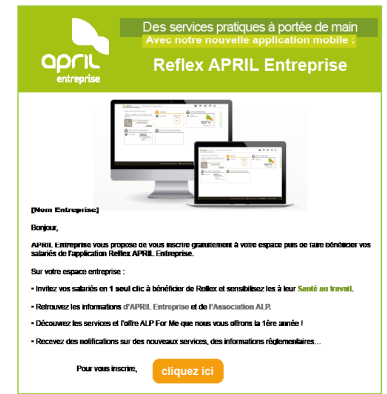 Des services pratiques à portée de main
Avec notre nouvelle application mobile :
april
entreprise
Reflex APRIL Entreprise
[Nom Entreprise]
Bonjour,
APRIL Entreprise vous propose de vous inscrire gratuitement à votre espace puis de faire bénéficier vos
salariés de l'application Reflex APRIL Entreprise.
Sur votre espace entreprise :
• Invitez vos salariés en 1 seul clic à bénéficier de Reflex et sensibilisez les à leur Santé au travail.
• Retrouvez les informations d'APRIL Entreprise et de l'Association ALP.
• Découvrez les services et l'offre ALP For Me que nous vous offrons la 1ère année !
• Recevez des notifications sur des nouveaux services, des informations réglementaires…
Pour vous inscrire,
cliquez ici